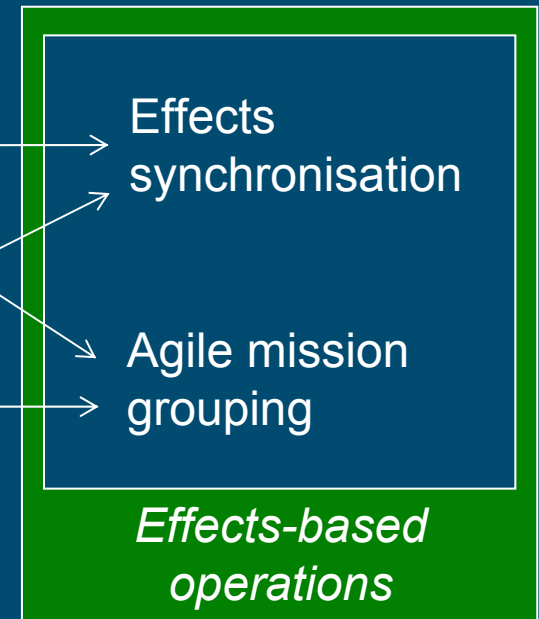 Effects
synchronisation
Agile mission
grouping
Effects-based
operations